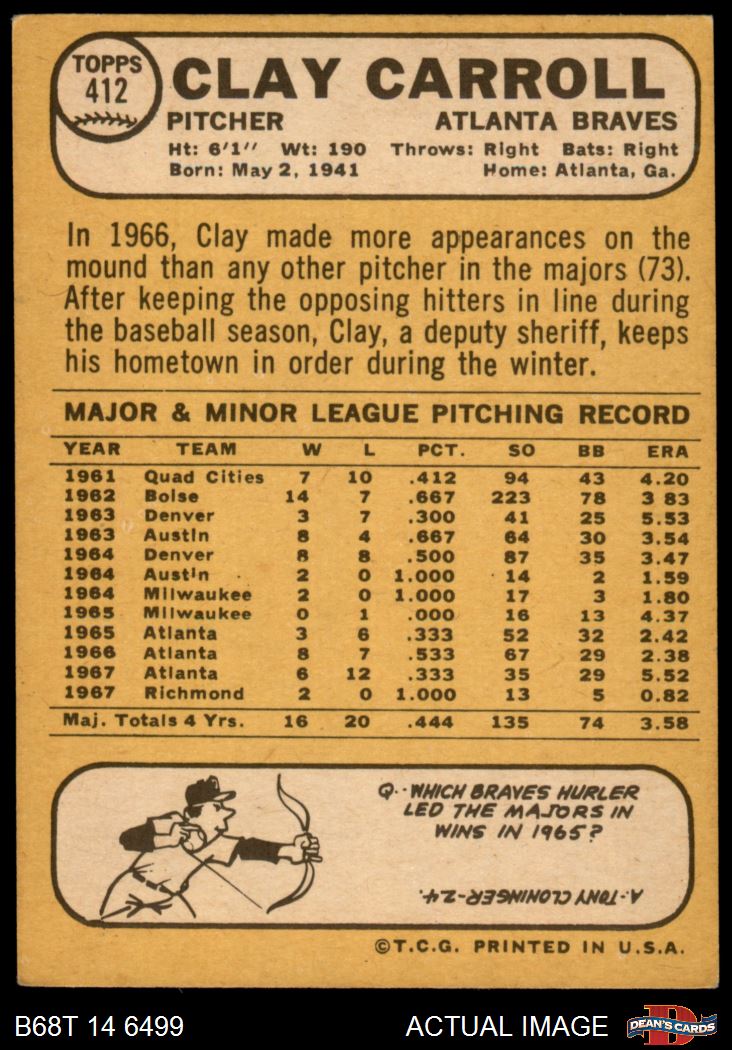 TOPPS
412
CLAY CARROLL
PITCHER ATLANTA BRAVES
Ht: 6'1" Wt: 190 Throws: Right Bats: Right
Born: May 2, 1941 Home: Atlanta, Ga.
In 1966, Clay made more appearances on the
mound than any other pitcher in the majors (73).
After keeping the opposing hitters in line during
the baseball season, Clay, a deputy sheriff, keeps
his hometown in order during the winter.
MAJOR & MINOR LEAGUE PITCHING RECORD
YEAR TEAM W L PCT. SO BB ERA
1961 Quad Cities 7 10 .412 94 43 4.20
1962 Boise 14 7 .667 223 78 3 83
1963 Denver 3 7 .300 41 25 5.53
1963 Austin 8 4 .667 64 30 3.54
1964 Denver 8 8 .500 87 35 3.47
1964 Austin 2 0 1.000 14 2 1.59
1964 Milwaukee 2 0 1.000 17 3 1.80
1965 Milwaukee 0 1 .000 16 13 4.37
1965 Atlanta 3 6 .333 52 32 2.42
1966 Atlanta 8 7 .533 67 29 2.38
1967 Atlanta 6 12 .333 35 29 5.52
1967 Richmond 2 0 1.000 13 5 0.82
Maj. Totals 4 Yrs. 16 20 .444 135 74 3.58
Q.- WHICH BRAVES HURLER
LED THE MAJORS IN
WINS IN 1965?
A.-TONY CLONINGER-24.
©T.C.G. PRINTED IN U.S.A.
B68T 14 6499 ACTUAL IMAGE
D
DEAN'S CARDS